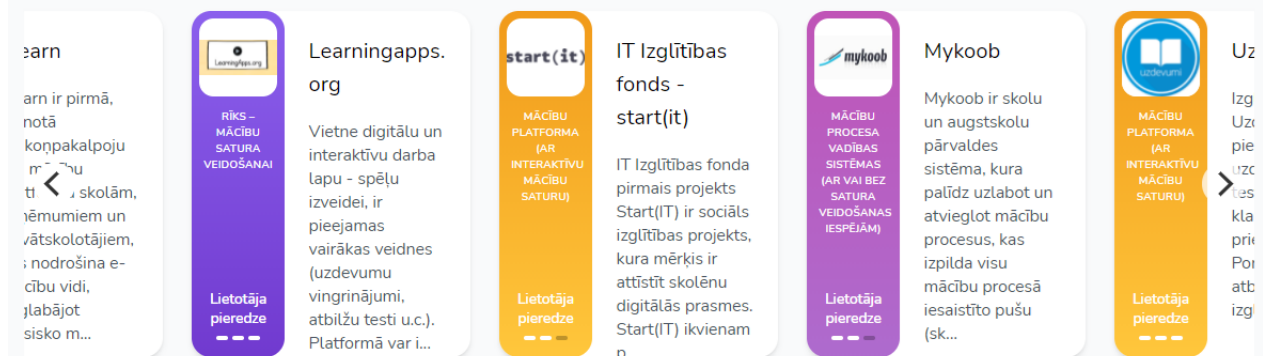 earn
arn ir pirmā,
notā
koņpakalpoju
mācību
skolām,
ņēmumiem un
vātskolotājiem,
s nodrošina e-
cību vidi,
glabājot
sisko m...
LearningApps.org
RĪKS –
MĀCĪBU
SATURA
VEIDOŠANAI
Lietotāja
pieredze
Learningapps.
org
Vietne digitālu un
interaktīvu darba
lapu - spēļu
izveidei, ir
pieejamas
vairākas veidnes
(uzdevumu
vingrinājumi,
atbilžu testi u.c.).
Platformā var i...
start(it)
MĀCĪBU
PLATFORMA
(AR
INTERAKTĪVU
MĀCĪBU
SATURU)
Lietotāja
pieredze
IT Izglītības
fonds -
start(it)
IT Izglītības fonda
pirmais projekts
Start(IT) ir sociāls
izglītības projekts,
kura mērķis ir
attīstīt skolēnu
digitālās prasmes.
Start(IT) ikvienam
mykoob
MĀCĪBU
PROCESA
VADĪBAS
SISTĒMAS
(AR VAI BEZ
SATURA
VEIDOŠANAS
IESPĒJĀM)
Lietotāja
pieredze
Mykoob
Mykoob ir skolu
un augstskolu
pārvaldes
sistēma, kura
palīdz uzlabot un
atvieglot mācību
procesus, kas
izpilda visu
mācību procesā
iesaistīto pušu
(sk...
uzdevumi
MĀCĪBU
PLATFORMA
(AR
INTERAKTĪVU
MĀCĪBU
SATURU)
Lietotāja
pieredze
Uz
Izg
Uzd
pie
uzd
tes
kla
prie
Por
atb
izgl